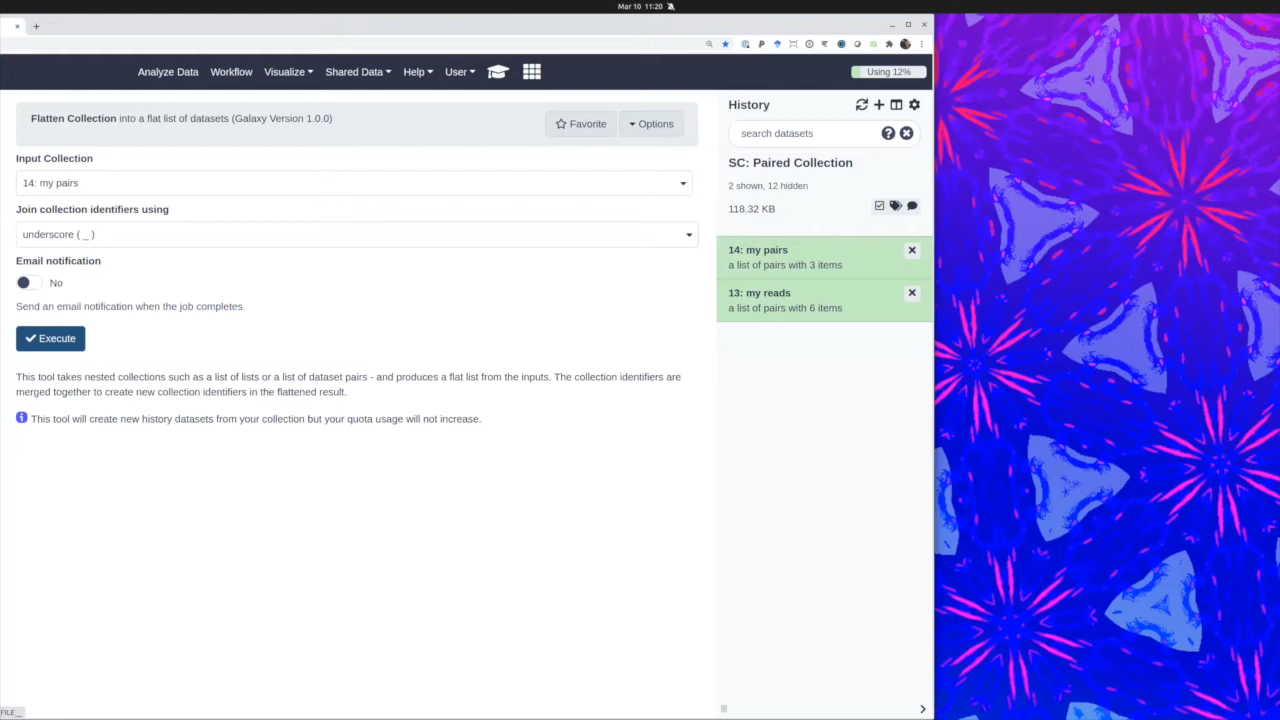 Mar 10 11:20
Analyze Data Workflow Visualize Shared Data Help User Using 12%
Flatten Collection into a flat list of datasets (Galaxy Version 1.0.0)
Favorite
Options
Input Collection
14: my pairs
Join collection identifiers using
underscore ( _ )
Email notification
No
Send an email notification when the job completes.
Execute
This tool takes nested collections such as a list of lists or a list of dataset pairs - and produces a flat list from the inputs. The collection identifiers are
merged together to create new collection identifiers in the flattened result.
This tool will create new history datasets from your collection but your quota usage will not increase.
History
search datasets
SC: Paired Collection
2 shown, 12 hidden
118.32 KB
14: my pairs
a list of pairs with 3 items
13: my reads
a list of pairs with 6 items
FILE__